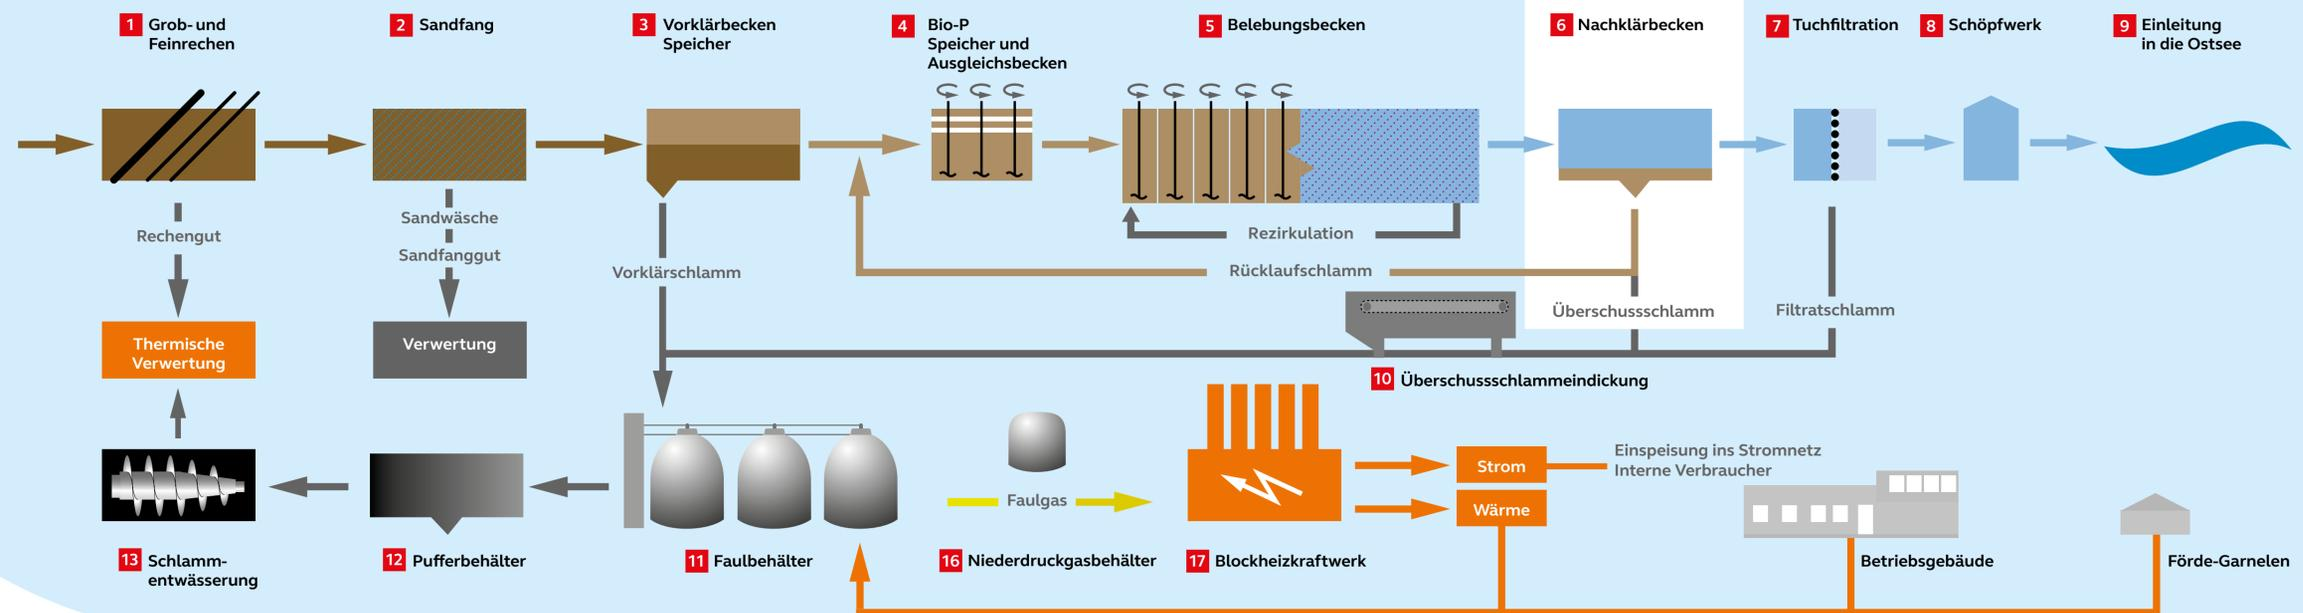 1 Grob- und
Feinrechen
2 Sandfang
3 Vorklärbecken
Speicher
4 Bio-P
Speicher und
Ausgleichsbecken
5 Belebungsbecken
6 Nachklärbecken
7 Tuchfiltration
8 Schöpfwerk
9 Einleitung
in die Ostsee
Rechengut
Sandwäsche
Sandfanggut
Vorklärschlamm
Rezirkulation
Rücklaufschlamm
Überschussschlamm
Filtratschlamm
Thermische
Verwertung
Verwertung
10 Überschussschlammeindickung
Faulgas
Strom
Wärme
Einspeisung ins Stromnetz
Interne Verbraucher
13 Schlamm-
entwässerung
12 Pufferbehälter
11 Faulbehälter
16 Niederdruckgasbehälter
17 Blockheizkraftwerk
Betriebsgebäude
Förde-Garnelen